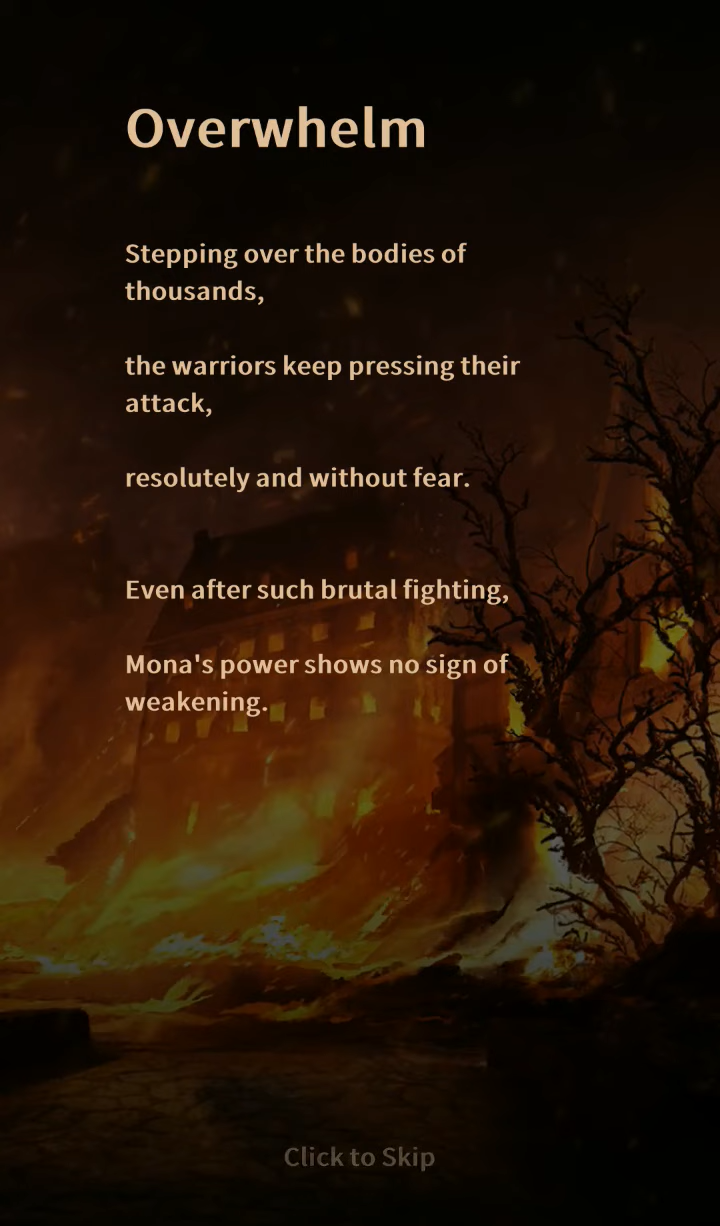 Overwhelm
Stepping over the bodies of
thousands,
the warriors keep pressing their
attack,
resolutely and without fear.
Even after such brutal fighting,
Mona's power shows no sign of
weakening.
Click to Skip